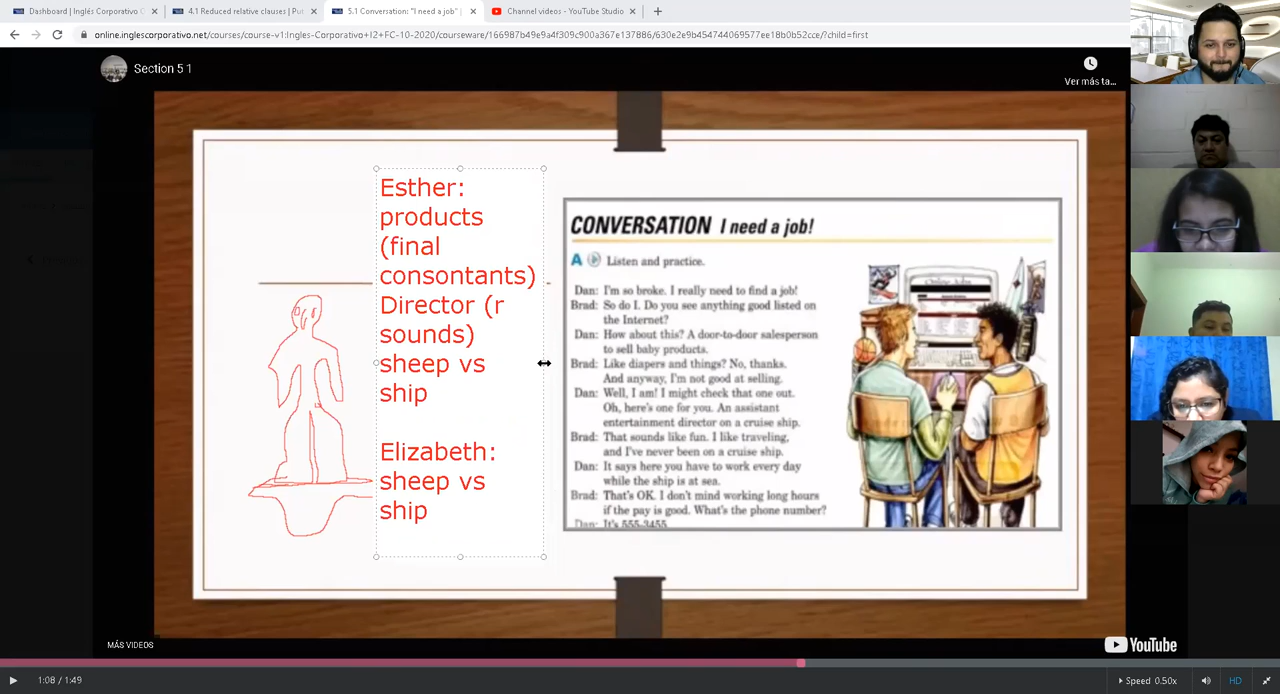 Dashboard | Inglés Corporativo
4.1 Reduced relative clauses | Pu
5.1 Conversation: "I need a job" |
Channel videos - YouTube Studio
online.inglescorporativo.net/courses/course-v1:Ingles-Corporativo+I2+FC-10-2020/courseware/166987b49e9a4f309c900a367e137886/630e2e9b454744069577ee18b0b52cce/?child=first
Section 5 1
Ver más ta...
Esther:
products
(final
consontants)
Director (r
sounds)
sheep vs
ship
Elizabeth:
sheep vs
ship
CONVERSATION I need a job!
A Listen and practice.
Dan: I'm so broke. I really need to find a job!
Brad: So do I. Do you see anything good listed on
the Internet?
Dan: How about this? A door-to-door salesperson
to sell baby products.
Brad: Like diapers and things? No, thanks.
And anyway, I'm not good at selling.
Dan: Well, I am! I might check that one out.
Oh, here's one for you. An assistant
entertainment director on a cruise ship.
Brad: That sounds like fun. I like traveling,
and I've never been on a cruise ship.
Dan: It says here you have to work every day
while the ship is at sea.
Brad: That's OK. I don't mind working long hours
if the pay is good. What's the phone number?
Dan: It's 555-3455
Online Jobs
MÁS VIDEOS
YouTube
1:08 / 1:49
Speed 0.50x
HD